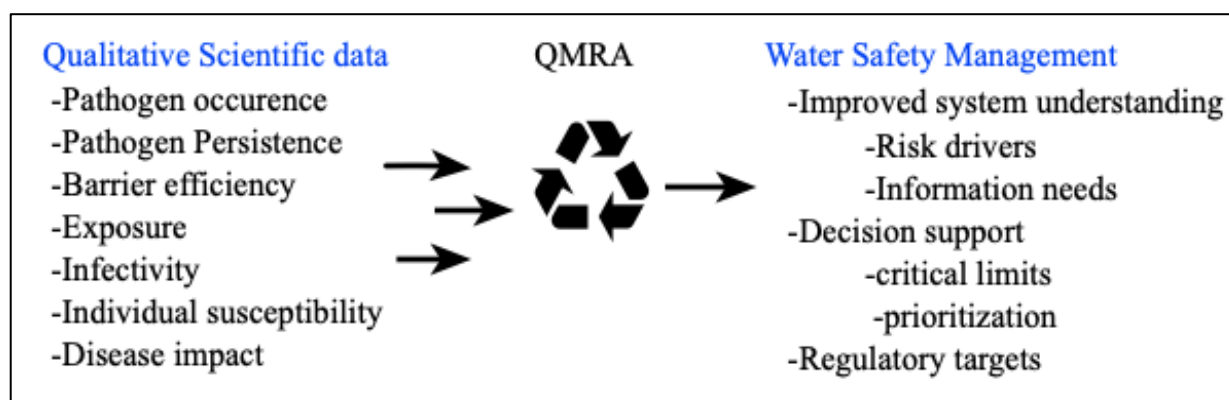 Qualitative Scientific data
-Pathogen occurence
-Pathogen Persistence
-Barrier efficiency
-Exposure
-Infectivity
-Individual susceptibility
-Disease impact
QMRA
Water Safety Management
-Improved system understanding
-Risk drivers
-Information needs
-Decision support
-critical limits
-prioritization
-Regulatory targets